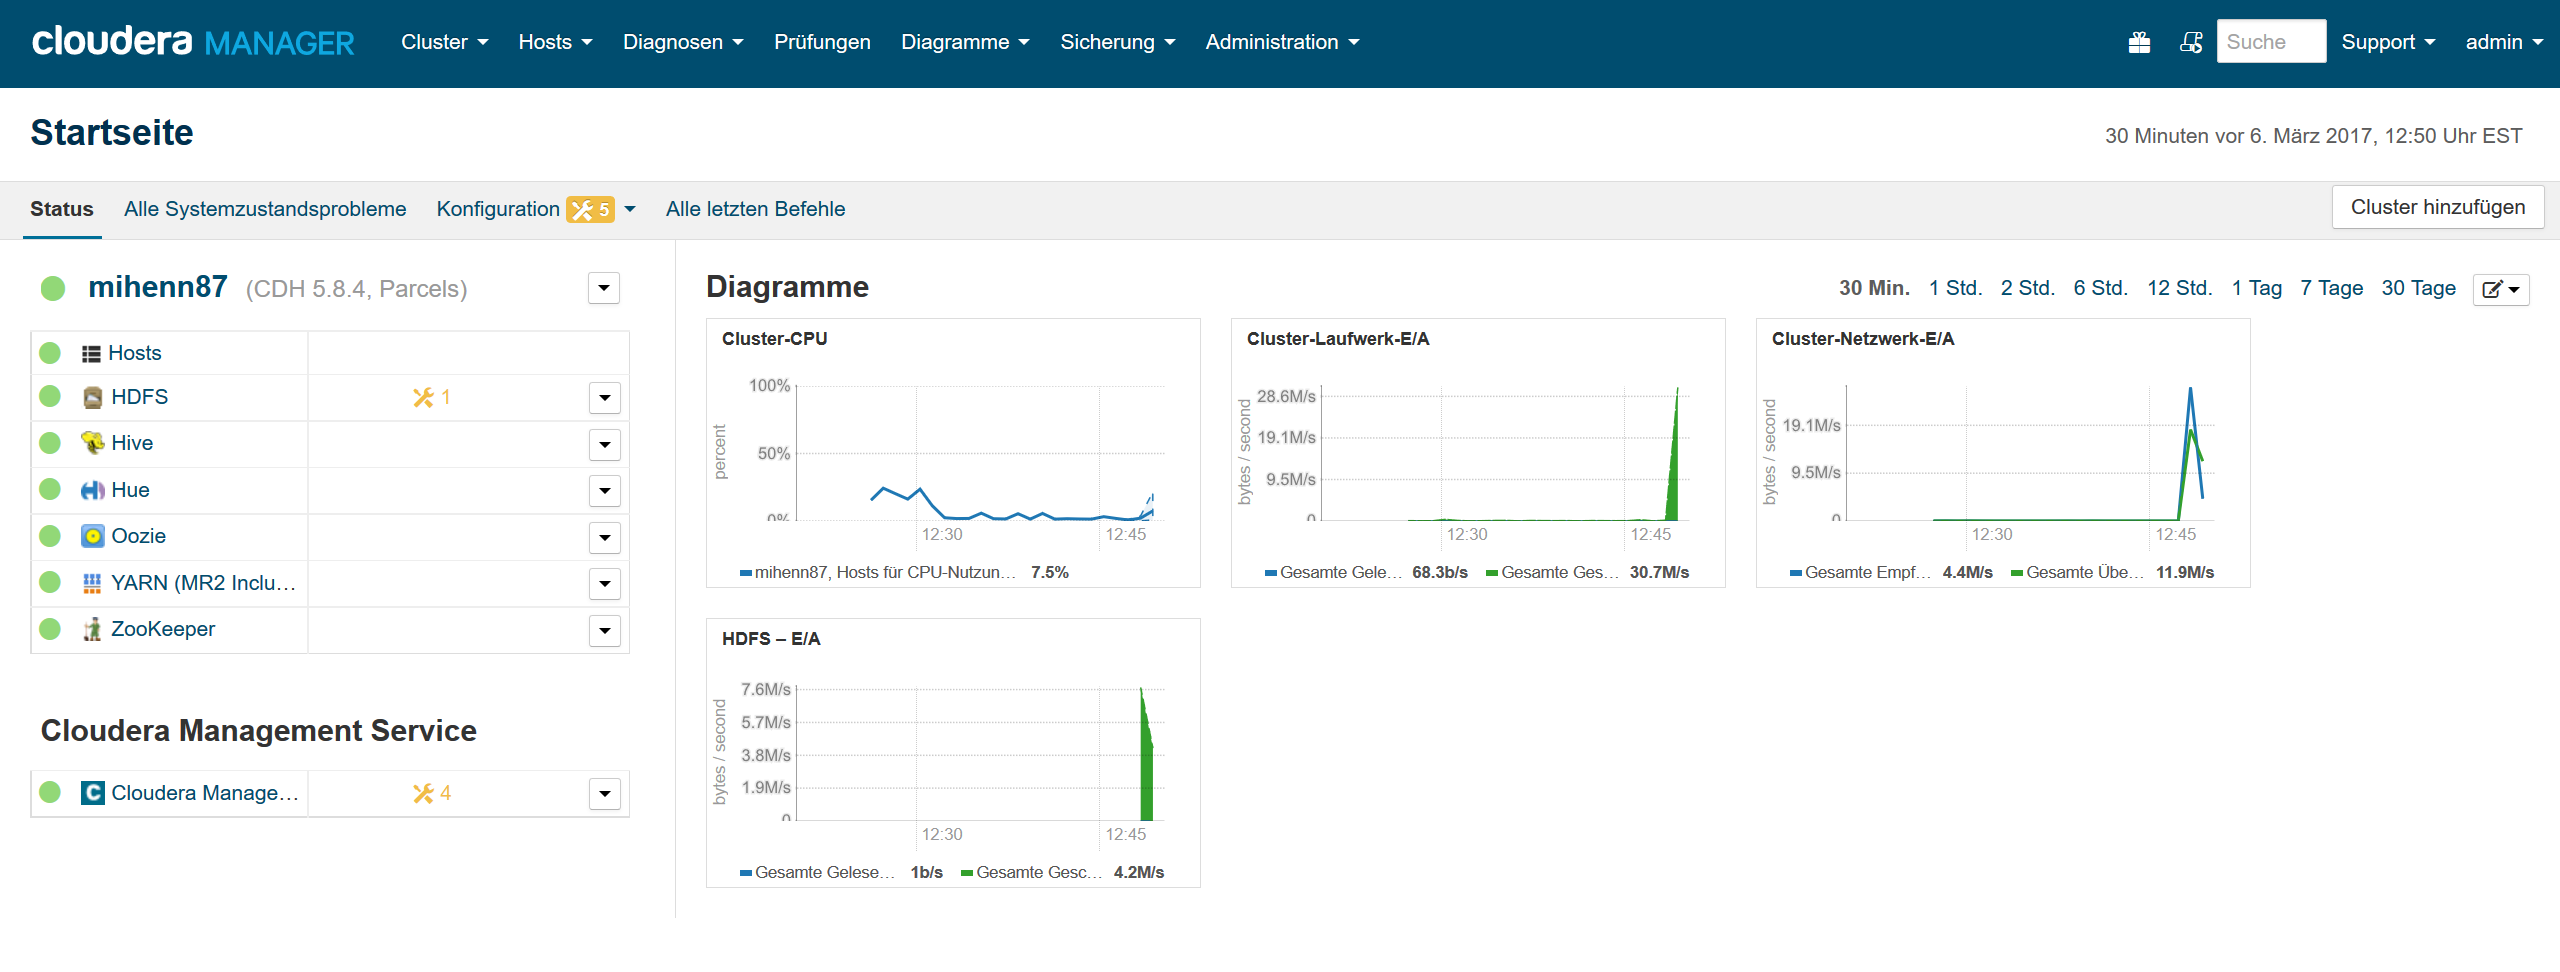 cloudera MANAGER Cluster Hosts Diagnosen Prüfungen Diagramme Sicherung Administration Suche Support admin
Startseite
30 Minuten vor 6. März 2017, 12:50 Uhr EST
Status Alle Systemzustandsprobleme Konfiguration 5 Alle letzten Befehle Cluster hinzufügen
mihenn87 (CDH 5.8.4, Parcels)
Hosts
HDFS 1
Hive
Hue
Oozie
YARN (MR2 Inclu...
ZooKeeper
Cloudera Management Service
C Cloudera Manage... 4
Diagramme
30 Min. 1 Std. 2 Std. 6 Std. 12 Std. 1 Tag 7 Tage 30 Tage
Cluster-CPU
percent
100%
50%
0%
12:30 12:45
mihenn87, Hosts für CPU-Nutzun... 7.5%
Cluster-Laufwerk-E/A
bytes / second
28.6M/s
19.1M/s
9.5M/s
0
12:30 12:45
Gesamte Gele... 68.3b/s Gesamte Ges... 30.7M/s
Cluster-Netzwerk-E/A
bytes / second
19.1M/s
9.5M/s
0
12:30 12:45
Gesamte Empf... 4.4M/s Gesamte Übe... 11.9M/s
HDFS – E/A
bytes / second
7.6M/s
5.7M/s
3.8M/s
1.9M/s
0
12:30 12:45
Gesamte Gelese... 1b/s Gesamte Gesc... 4.2M/s